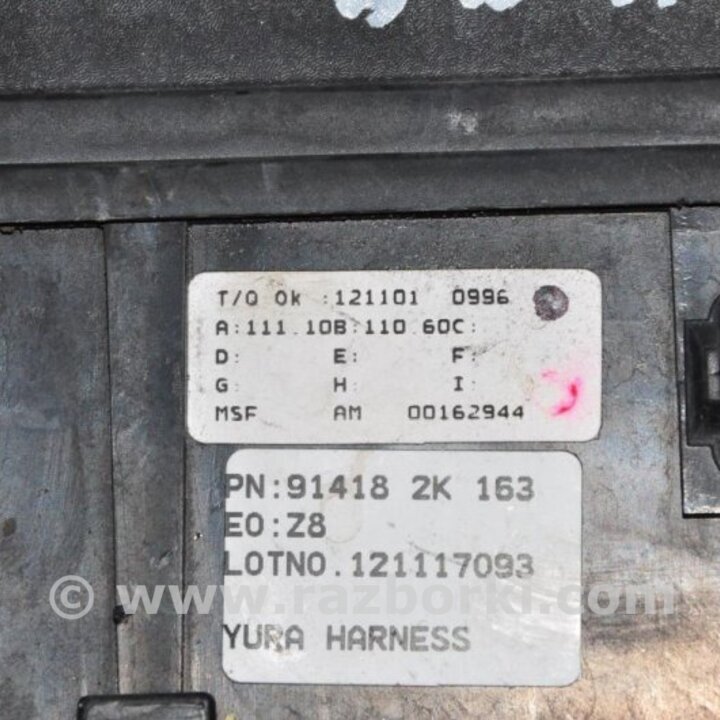 T/Q Ok :121101 0996
A:111.10B:110.60C:
D: E: F:
G: H: I:
MSF AM 00162944
PN:91418 2K 163
EO:Z8
LOTNO.121117093
© www.razborki.com
YURA HARNESS